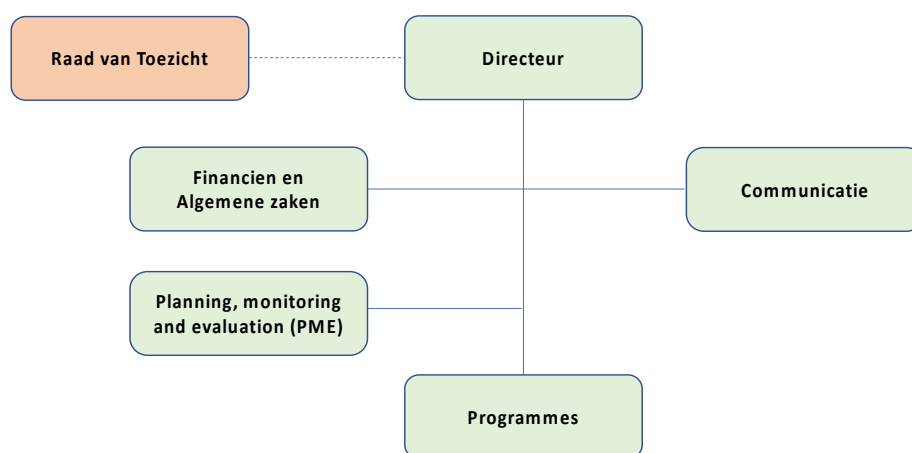 Raad van Toezicht
Directeur
Financien en
Algemene zaken
Communicatie
Planning, monitoring
and evaluation (PME)
Programmes